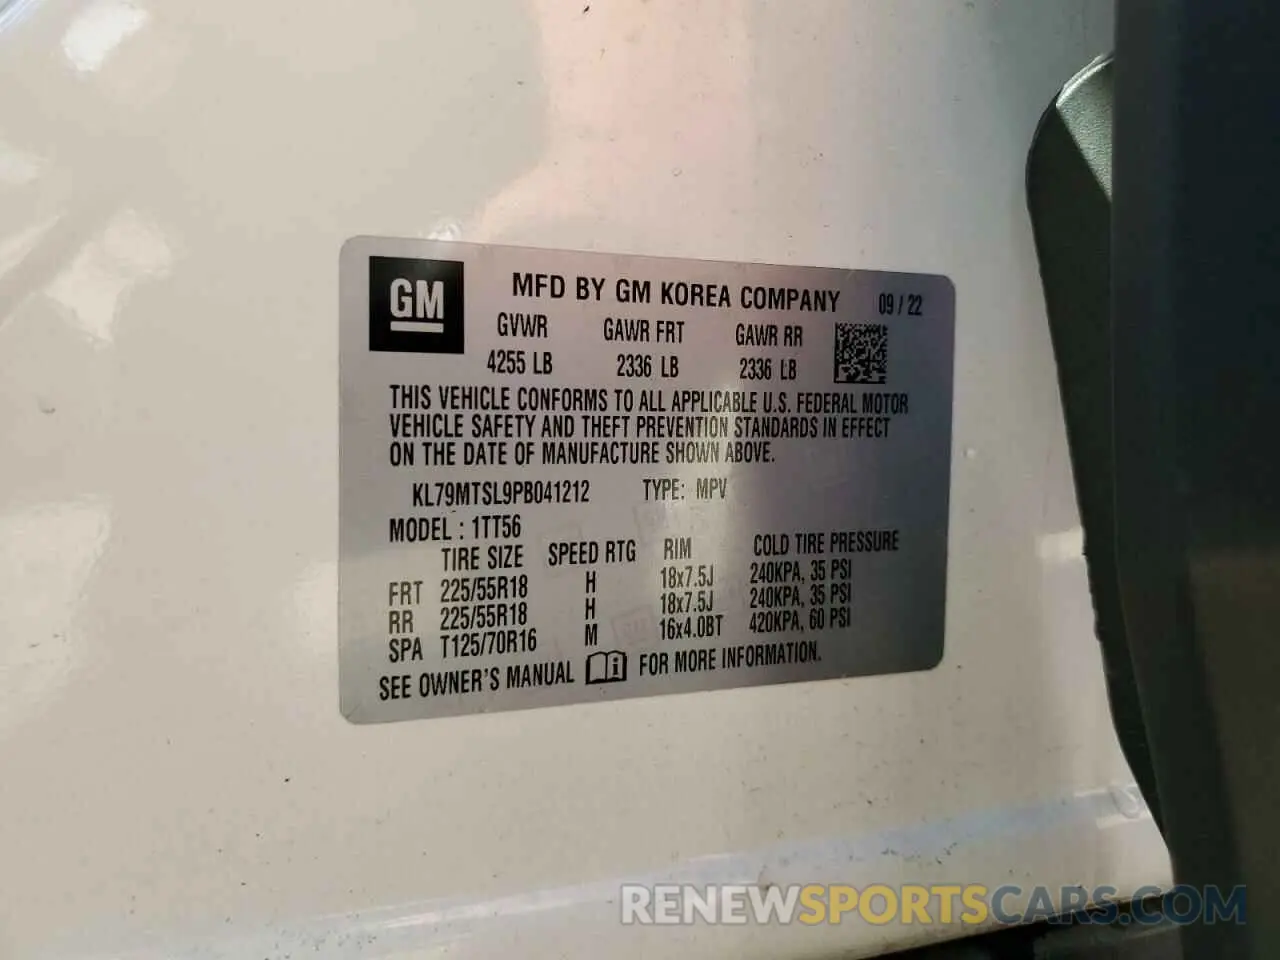 GM
MFD BY GM KOREA COMPANY 09 / 22
GVWR GAWR FRT GAWR RR
4255 LB 2336 LB 2336 LB
THIS VEHICLE CONFORMS TO ALL APPLICABLE U.S. FEDERAL MOTOR
VEHICLE SAFETY AND THEFT PREVENTION STANDARDS IN EFFECT
ON THE DATE OF MANUFACTURE SHOWN ABOVE.
KL79MTSL9PB041212 TYPE: MPV
MODEL : 1TT56
TIRE SIZE SPEED RTG RIM COLD TIRE PRESSURE
FRT 225/55R18 H 18x7.5J 240KPA, 35 PSI
RR 225/55R18 H 18x7.5J 240KPA, 35 PSI
SPA T125/70R16 M 16x4.0BT 420KPA, 60 PSI
SEE OWNER'S MANUAL i FOR MORE INFORMATION.
RENEWSPORTSCARS.COM